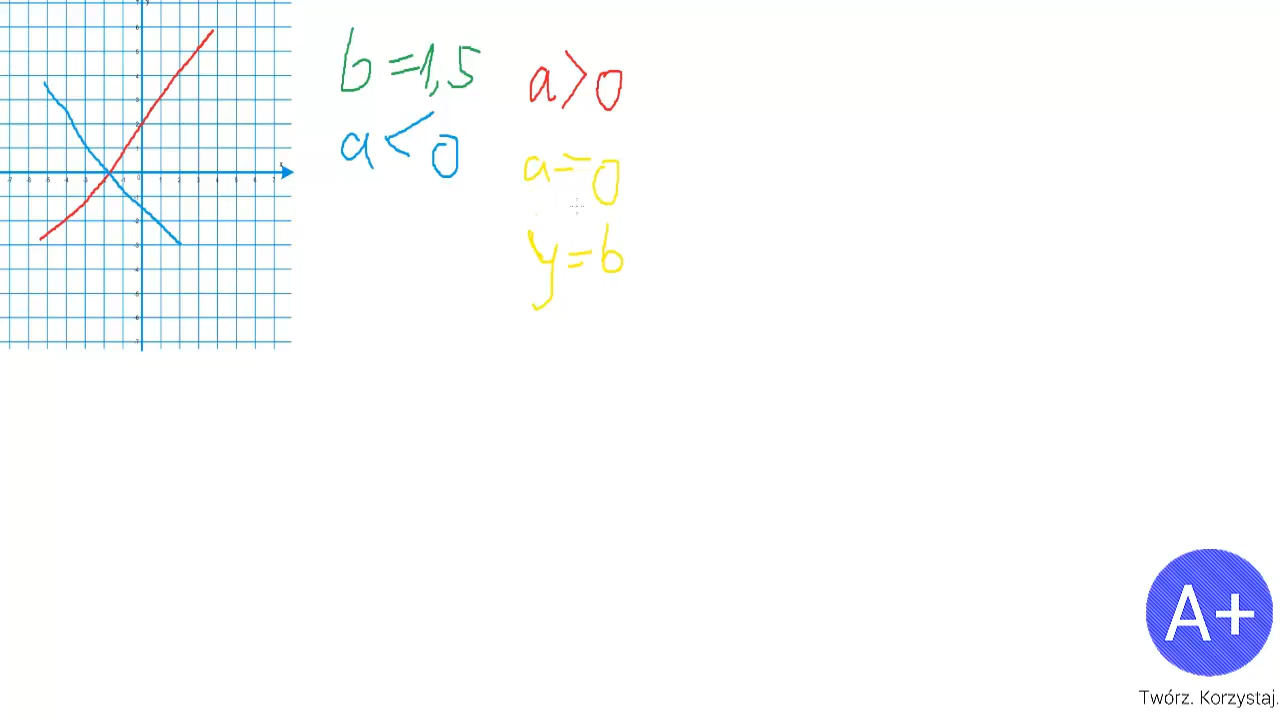 b=1,5
a>0
a<0
a=0
y=b
A+
Twórz. Korzystaj.